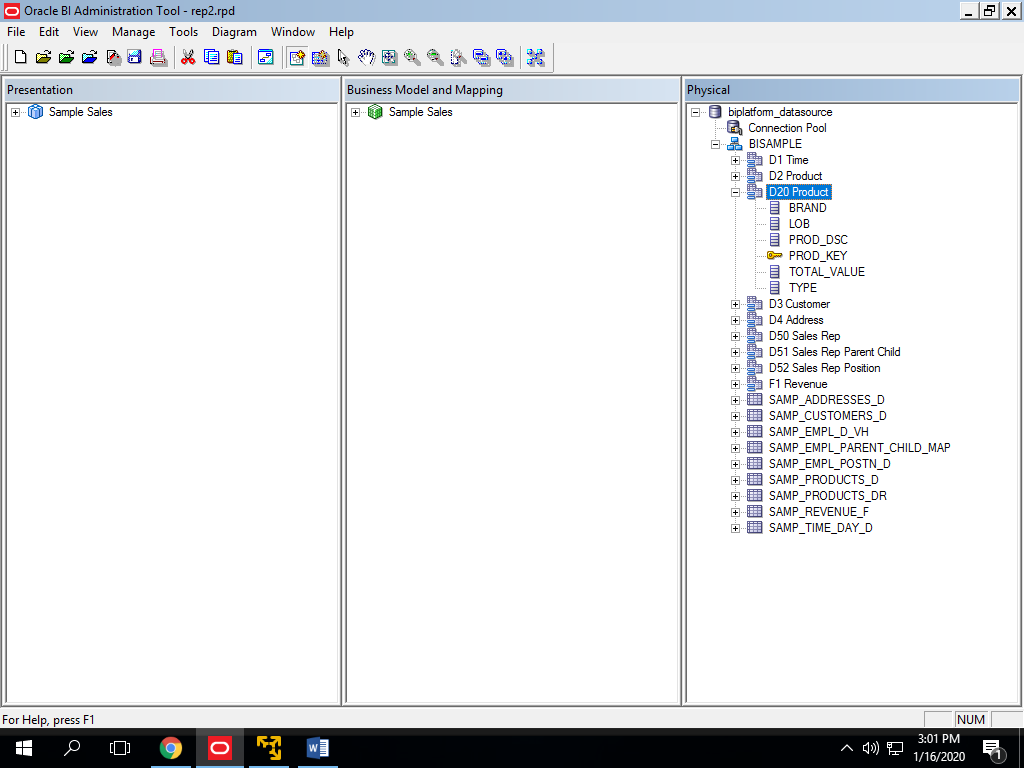 Oracle BI Administration Tool - rep2.rpd
File Edit View Manage Tools Diagram Window Help
Presentation
Sample Sales
Business Model and Mapping
Sample Sales
Physical
biplatform_datasource
Connection Pool
BISAMPLE
D1 Time
D2 Product
D20 Product
BRAND
LOB
PROD_DSC
PROD_KEY
TOTAL_VALUE
TYPE
D3 Customer
D4 Address
D50 Sales Rep
D51 Sales Rep Parent Child
D52 Sales Rep Position
F1 Revenue
SAMP_ADDRESSES_D
SAMP_CUSTOMERS_D
SAMP_EMPL_D_VH
SAMP_EMPL_PARENT_CHILD_MAP
SAMP_EMPL_POSTN_D
SAMP_PRODUCTS_D
SAMP_PRODUCTS_DR
SAMP_REVENUE_F
SAMP_TIME_DAY_D
For Help, press F1
NUM
3:01 PM
1/16/2020
1